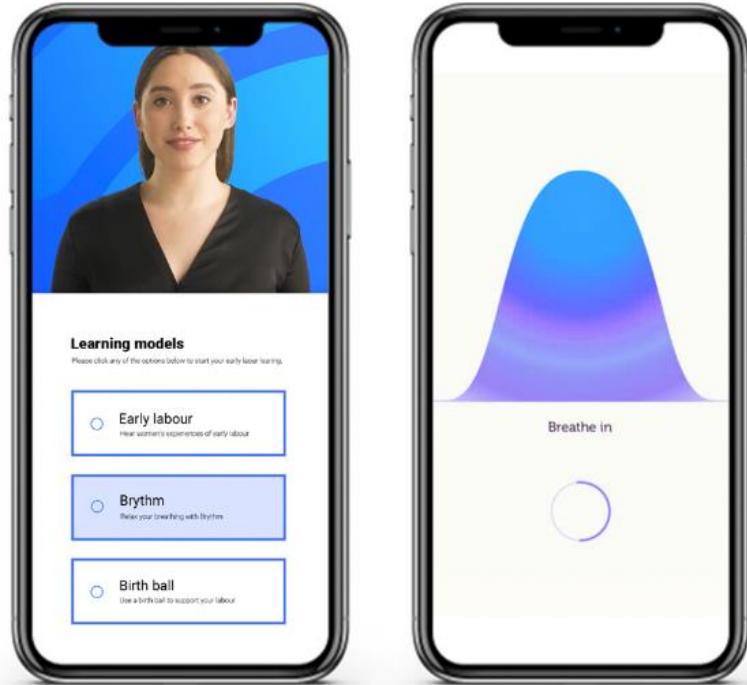 Learning models
Please click any of the options below to start your early labor learing.
Early labour
Hear women's experiences of early labour
Brythm
Relax your breathing with Brythm
Birth ball
Use a birth ball to support your labour
Breathe in